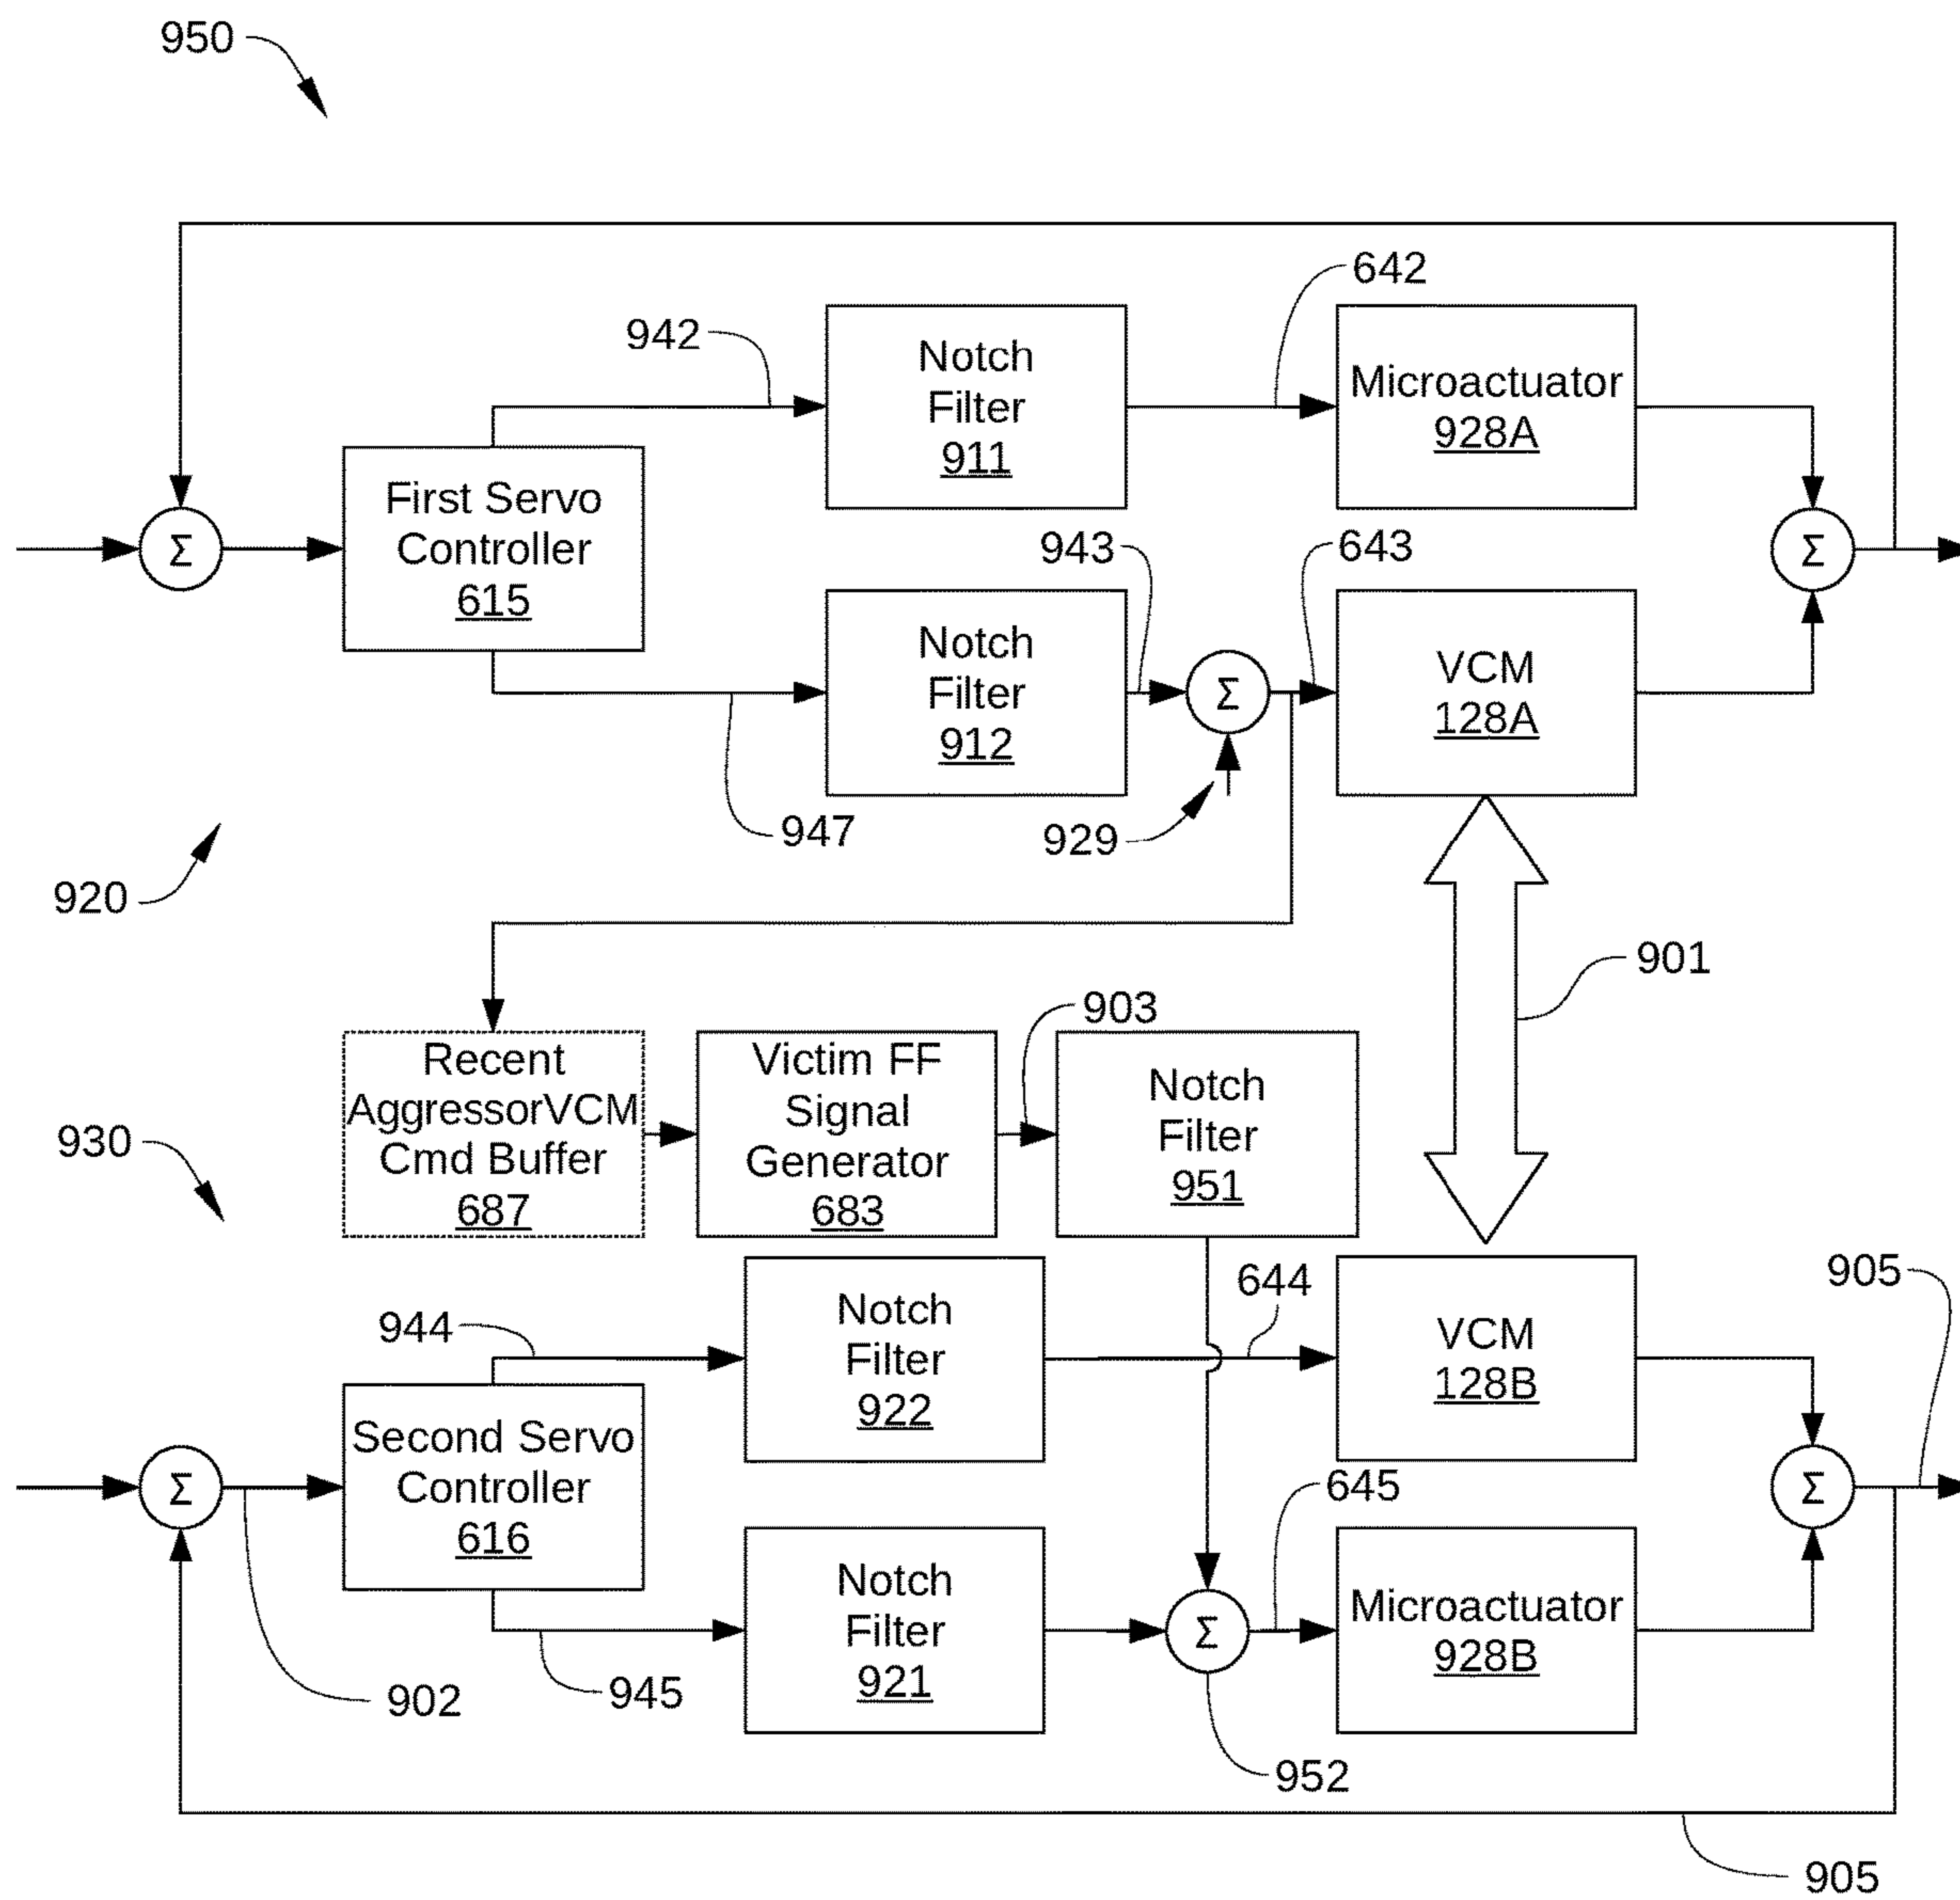 950
642
942
Notch
Filter
911
Microactuator
928A
First Servo
Controller
615
Σ
Σ
943
643
Notch
Filter
912
Σ
VCM
128A
947
929
920
901
903
Recent
AggressorVCM
Cmd Buffer
687
Victim FF
Signal
Generator
683
Notch
Filter
951
930
644
905
944
Notch
Filter
922
VCM
128B
Second Servo
Controller
616
Σ
Σ
645
Notch
Filter
921
Σ
Microactuator
928B
902
945
952
905